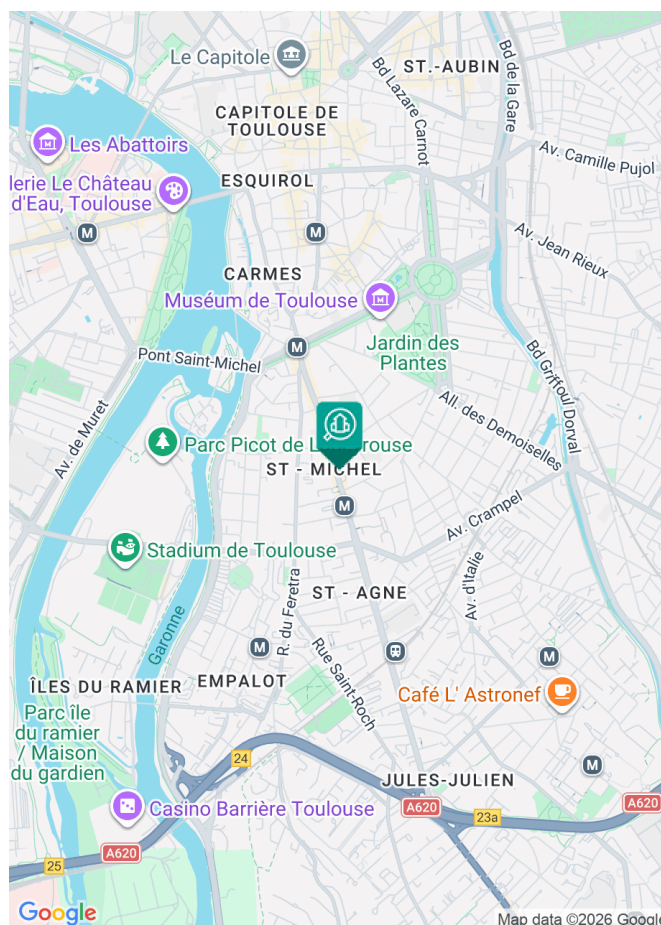 Le Capitole
ST.-AUBIN
Bd de la Gare
Bd Lazare Carnot
CAPITOLE DE
TOULOUSE
Les Abattoirs
Av. Camille Pujol
lerie Le Château
d'Eau, Toulouse
ESQUIROL
M
M
Av. Jean Rieux
CARMES
Muséum de Toulouse
Jardin des
Plantes
M
Pont Saint-Michel
Bd Griffoul Dorval
All. des Demoiselles
Av. de Muret
Parc Picot de L
rouse
ST - MICHEL
M
Av. Crampel
Stadium de Toulouse
Av. d'Italie
ST - AGNE
R. du Feretra
Garonne
Rue Saint-Roch
M
M
ÎLES DU RAMIER
EMPALOT
Café L' Astronef
Parc île
du ramier
/ Maison
du gardien
24
M
JULES-JULIEN
Casino Barrière Toulouse
A620
A620
23a
A620
25
Google
Map data ©2026 Google